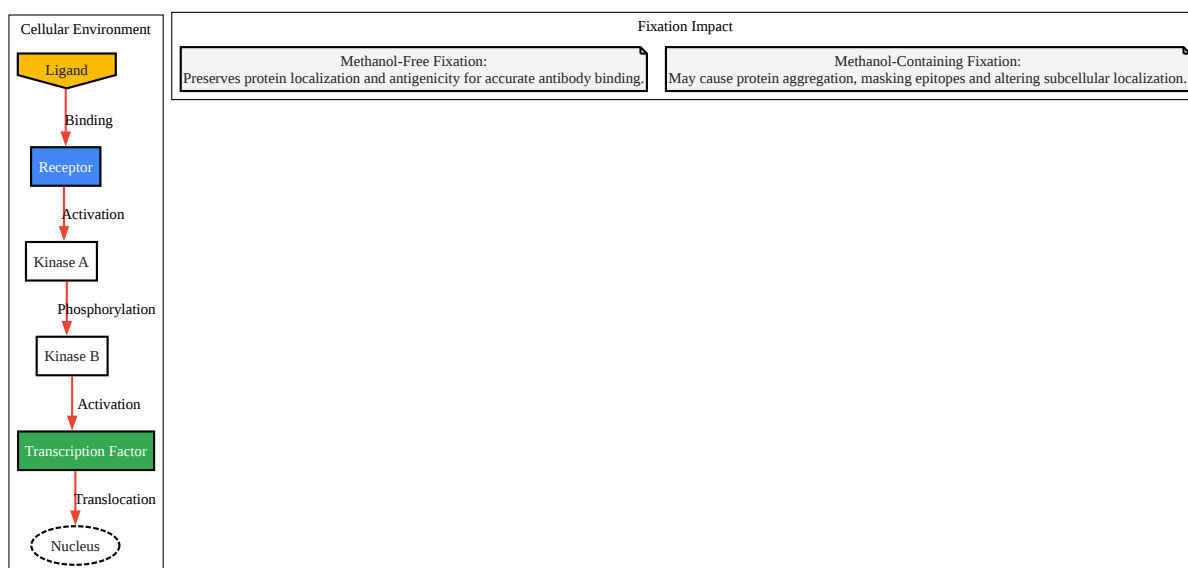 Cellular Environment
Ligand
Binding
Receptor
Activation
Kinase A
Phosphorylation
Kinase B
Activation
Transcription Factor
Translocation
Nucleus
Fixation Impact
Methanol-Free Fixation:
Preserves protein localization and antigenicity for accurate antibody binding.
Methanol-Containing Fixation:
May cause protein aggregation, masking epitopes and altering subcellular localization.